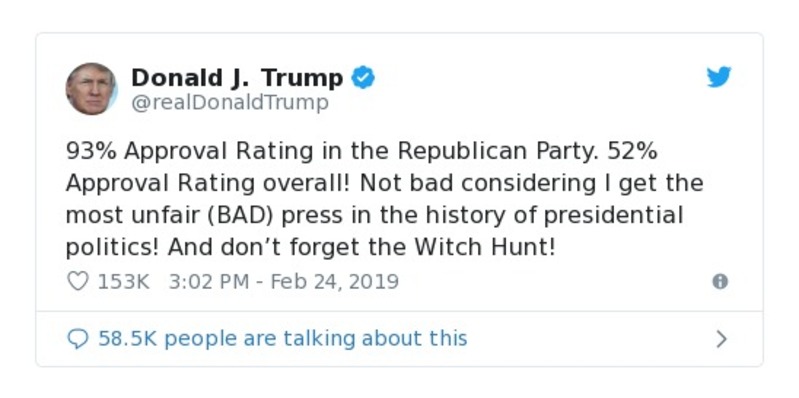 Donald J. Trump
@realDonaldTrump
93% Approval Rating in the Republican Party. 52%
Approval Rating overall! Not bad considering I get the
most unfair (BAD) press in the history of presidential
politics! And don’t forget the Witch Hunt!
153K 3:02 PM - Feb 24, 2019
58.5K people are talking about this